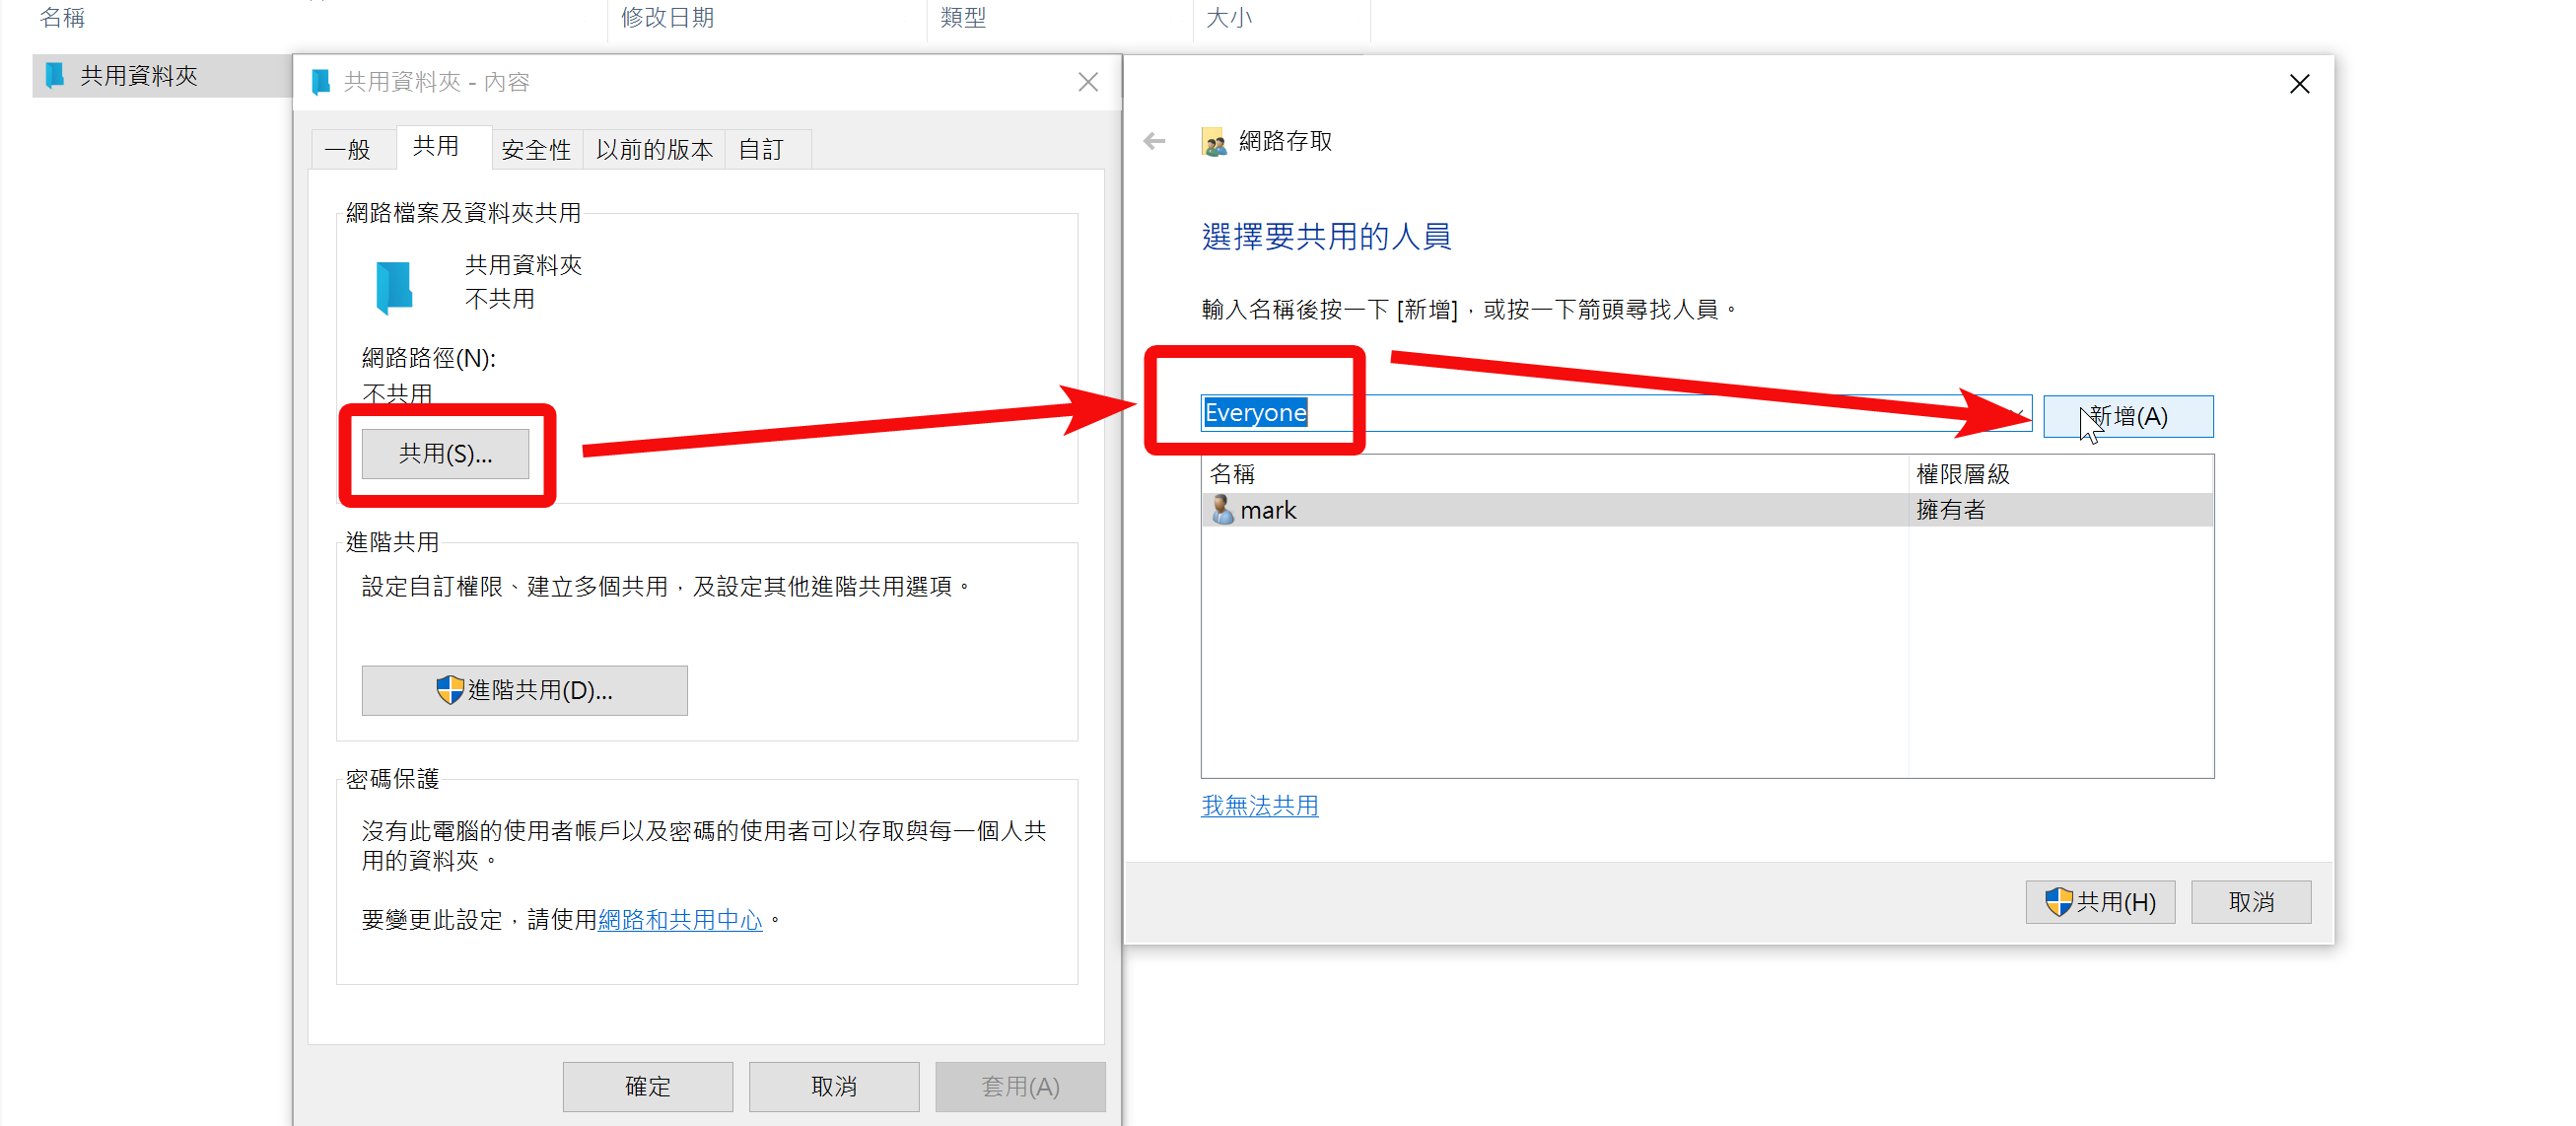 名稱
修改日期
類型
大小
共用資料夾
共用資料夾 - 內容
一般
共用
安全性
以前的版本
自訂
網路檔案及資料夾共用
共用資料夾
不共用
網路路徑(N):
不共用
共用(S)...
進階共用
設定自訂權限、建立多個共用，及設定其他進階共用選項。
進階共用(D)...
密碼保護
沒有此電腦的使用者帳戶以及密碼的使用者可以存取與每一個人共
用的資料夾。
要變更此設定，請使用網路和共用中心。
確定
取消
套用(A)
網路存取
選擇要共用的人員
輸入名稱後按一下 [新增]，或按一下箭頭尋找人員。
Everyone
新增(A)
名稱
權限層級
mark
擁有者
我無法共用
共用(H)
取消